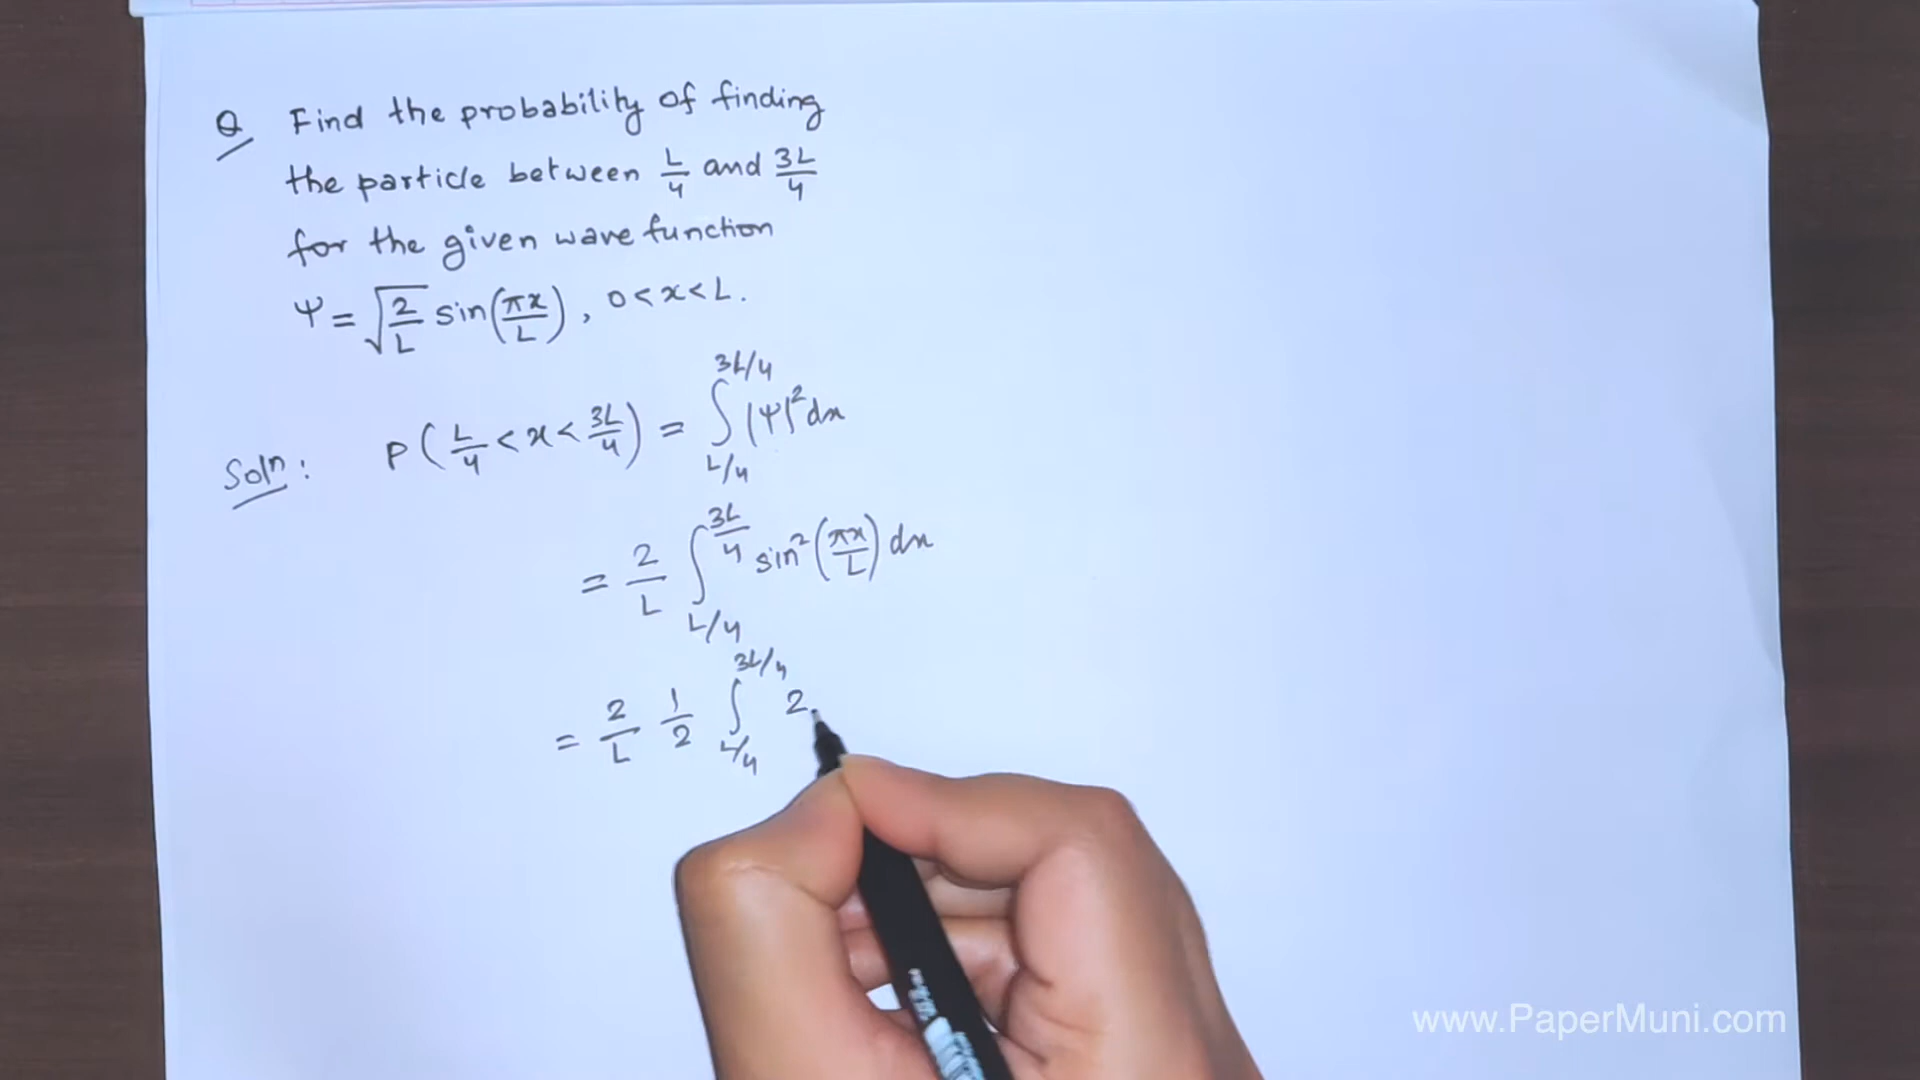 Q Find the probability of finding
the particle between L/4 and 3L/4
for the given wave function
Ψ = √(2/L) sin(πx/L), 0<x<L.
Soln: P(L/4 < x < 3L/4) = ∫_{L/4}^{3L/4} |Ψ|² dx
= 2/L ∫_{L/4}^{3L/4} sin²(πx/L) dx
= 2/L 1/2 ∫_{L/4}^{3L/4} 2
www.PaperMuni.com